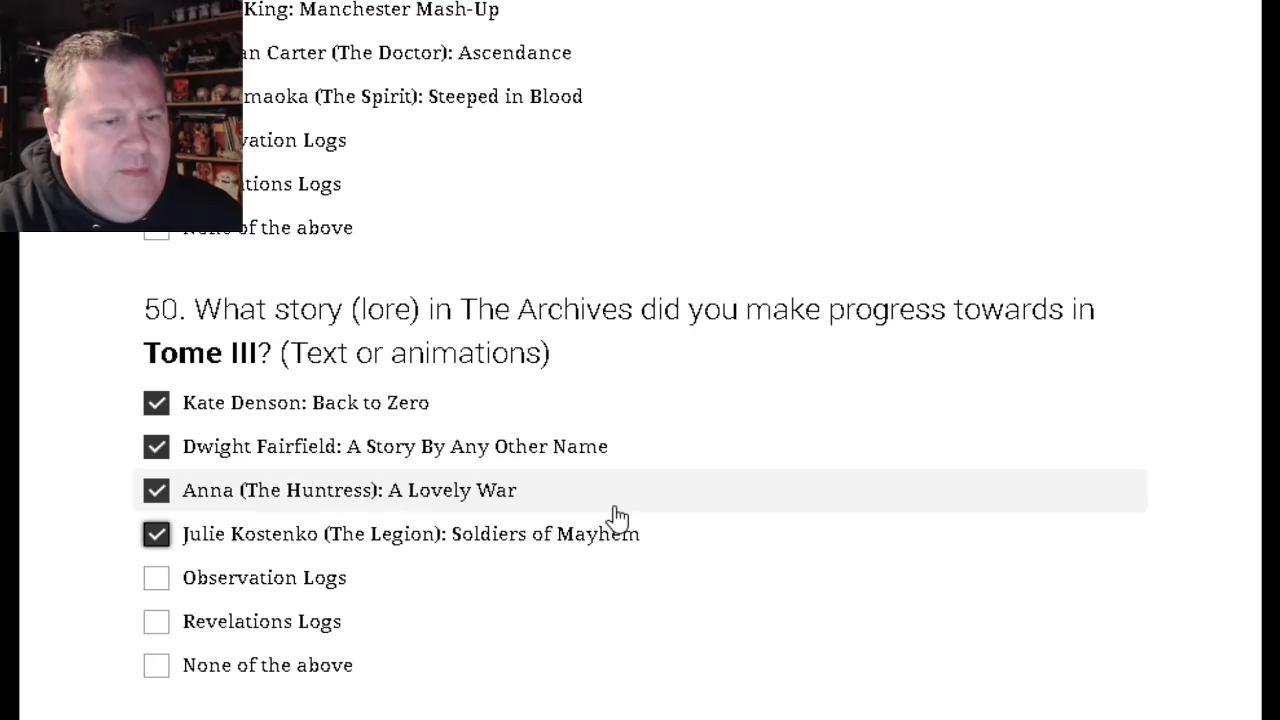 King: Manchester Mash-Up
an Carter (The Doctor): Ascendance
maoka (The Spirit): Steeped in Blood
vation Logs
tions Logs
None of the above
50. What story (lore) in The Archives did you make progress towards in
Tome III? (Text or animations)
Kate Denson: Back to Zero
Dwight Fairfield: A Story By Any Other Name
Anna (The Huntress): A Lovely War
Julie Kostenko (The Legion): Soldiers of Mayhem
Observation Logs
Revelations Logs
None of the above